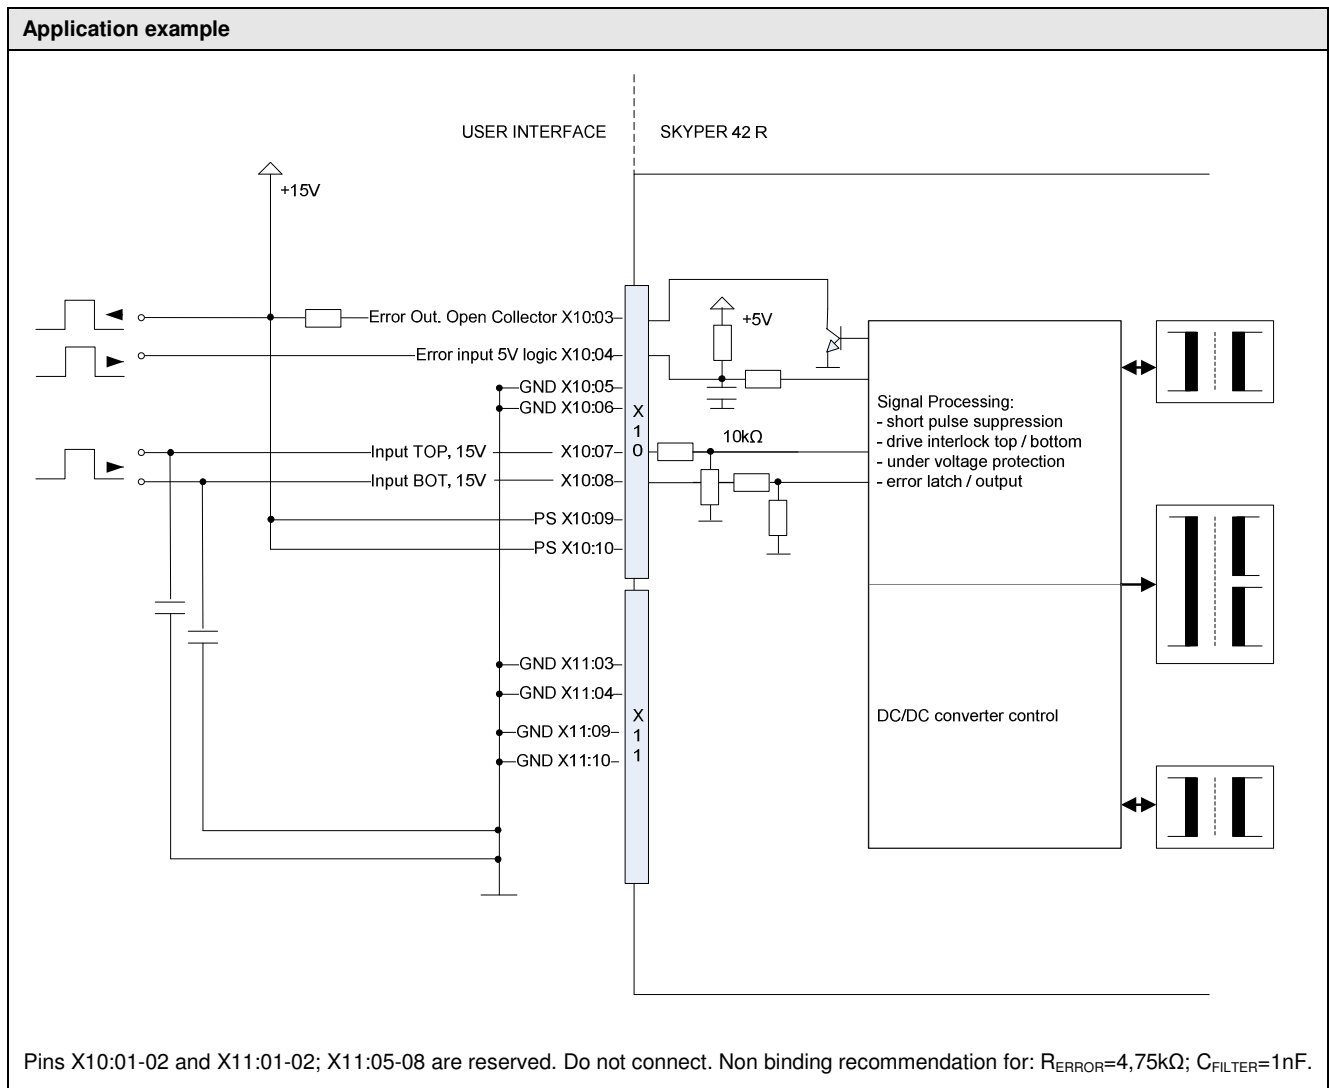 Application example
USER INTERFACE
SKYPER 42 R
+15V
Error Out. Open Collector X10:03
+5V
Error input 5V logic X10:04
GND X10:05
GND X10:06
X10
Input TOP, 15V X10:07
10kΩ
Input BOT, 15V X10:08
PS X10:09
PS X10:10
Signal Processing:
- short pulse suppression
- drive interlock top / bottom
- under voltage protection
- error latch / output
GND X11:03
GND X11:04
GND X11:09
GND X11:10
X11
DC/DC converter control
Pins X10:01-02 and X11:01-02; X11:05-08 are reserved. Do not connect. Non binding recommendation for: RERROR=4,75kΩ; CFILTER=1nF.